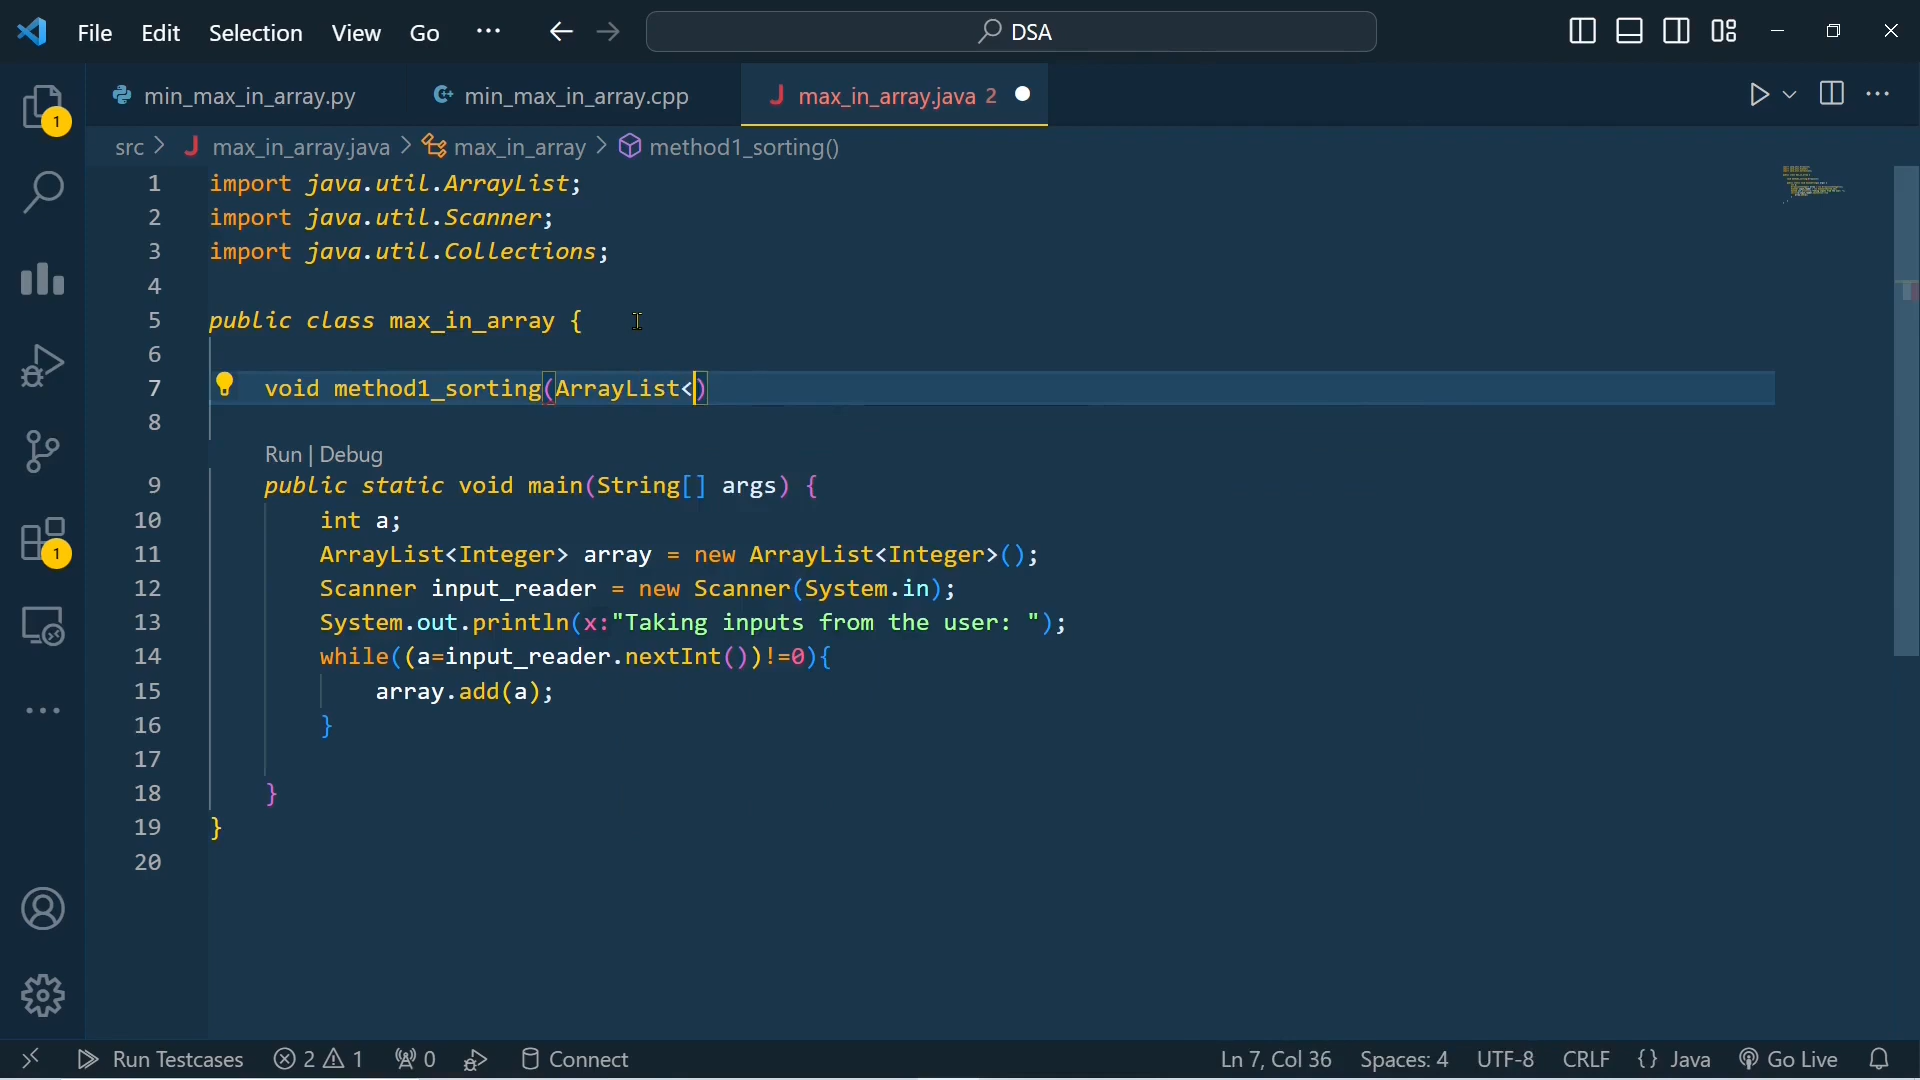 File Edit Selection View Go ··· DSA
min_max_in_array.py min_max_in_array.cpp max_in_array.java 2
src > max_in_array.java > max_in_array > method1_sorting()
1 import java.util.ArrayList;
2 import java.util.Scanner;
3 import java.util.Collections;
4
5 public class max_in_array {
6
7 void method1_sorting(ArrayList<)
8
Run | Debug
9 public static void main(String[] args) {
10 int a;
11 ArrayList<Integer> array = new ArrayList<Integer>();
12 Scanner input_reader = new Scanner(System.in);
13 System.out.println(x:"Taking inputs from the user: ");
14 while((a=input_reader.nextInt())!=0){
15 array.add(a);
16 }
17
18 }
19 }
20
1
1
Run Testcases 2 1 0 Connect Ln 7, Col 36 Spaces: 4 UTF-8 CRLF {} Java Go Live